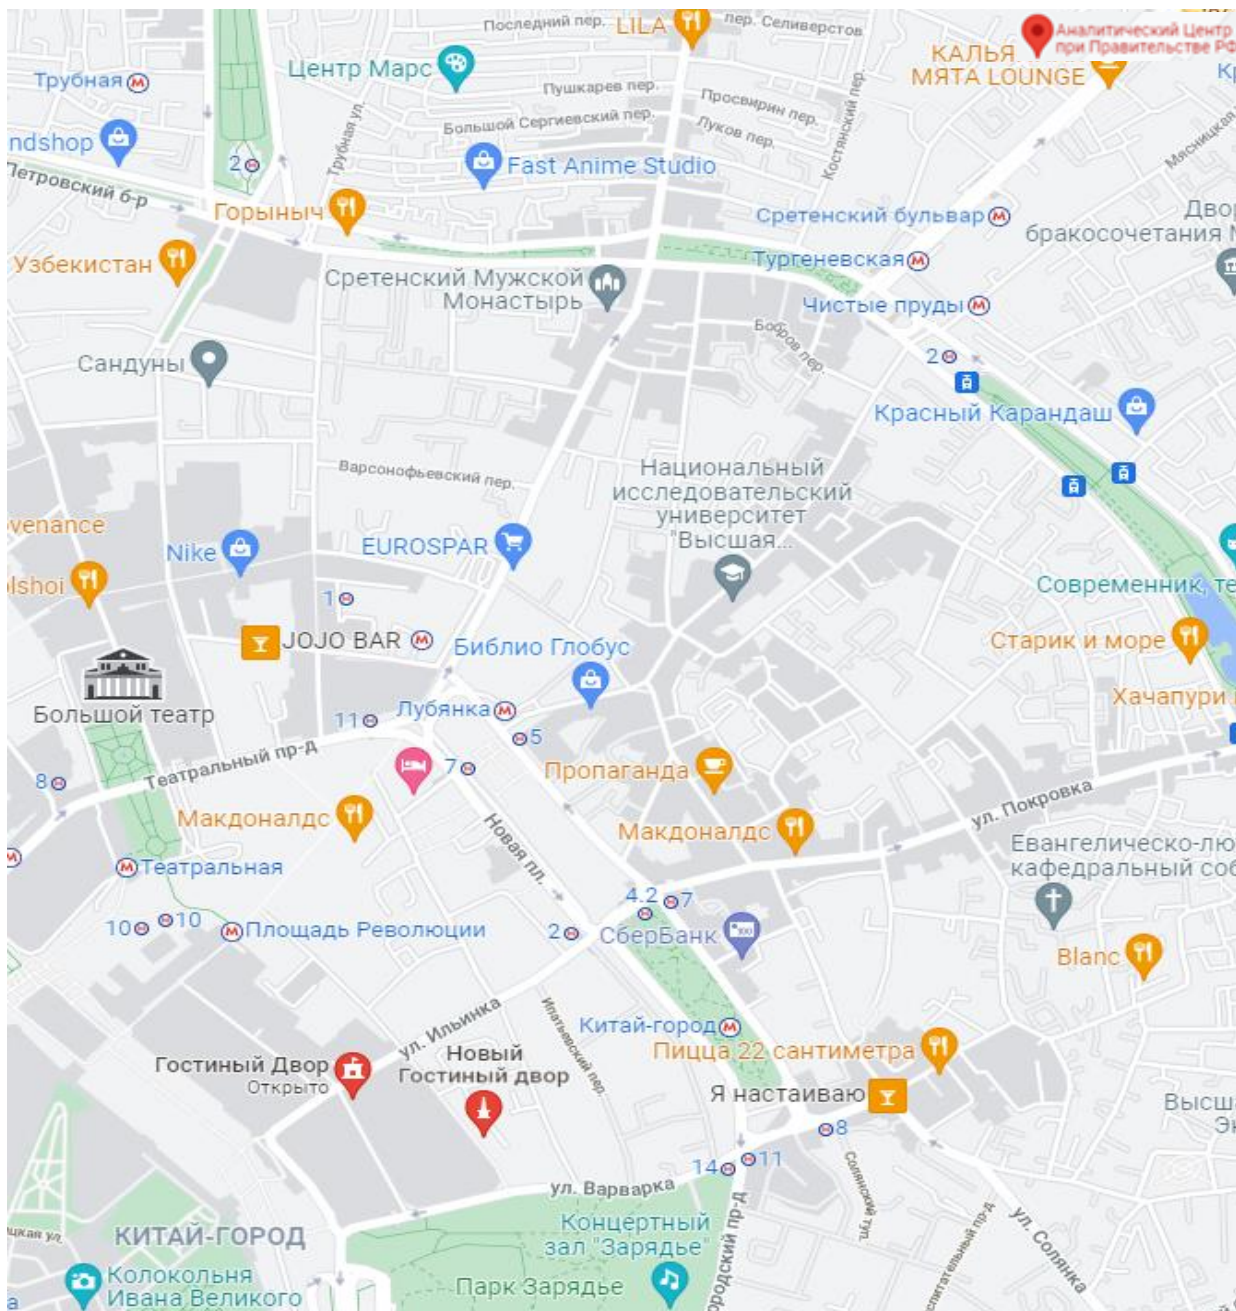 Последний пер.
LILA
пер. Селиверстов
Аналитический Центр
при Правительстве РФ
КАЛЬЯ
МЯТА LOUNGE
Трубная
Центр Марс
Пушкарев пер.
Просвирин пер.
Большой Сергиевский пер.
Луков пер.
Костянский пер.
Мясницкая
ndshop
Трубная ул.
2
Fast Anime Studio
Петровский б-р
Горыныч
Сретенский бульвар
Двор
бракосочетания
Узбекистан
Тургеневская
Сретенский Мужской
Монастырь
Чистые пруды
Бобров пер.
Сандуны
2
Красный Карандаш
Варсонофьевский пер.
Национальный
исследовательский
университет
"Высшая...
ovenance
Nike
EUROSPAR
olshoi
Современник, те
1
JOJO BAR
Библио Глобус
Старик и море
Хачапури
Большой театр
11
Лубянка
5
Театральный пр-д
7
Пропаганда
8
Макдоналдс
Новая пл.
Макдоналдс
ул. Покровка
Евангелическо-лю
кафедральный соб
Театральная
4.2
7
10
10
Площадь Революции
2
СберБанк
Blanc
ул. Ильинка
Ипатьевский пер.
Китай-город
Пицца 22 сантиметра
Гостиный Двор
Открыто
Новый
Гостиный двор
Я настаиваю
Высша
Эк
8
14
11
ул. Варварка
Солянский туп.
КИТАЙ-ГОРОД
Концертный
зал "Зарядье"
ул. Солянка
Парк Зарядье
Колокольня
Ивана Великого